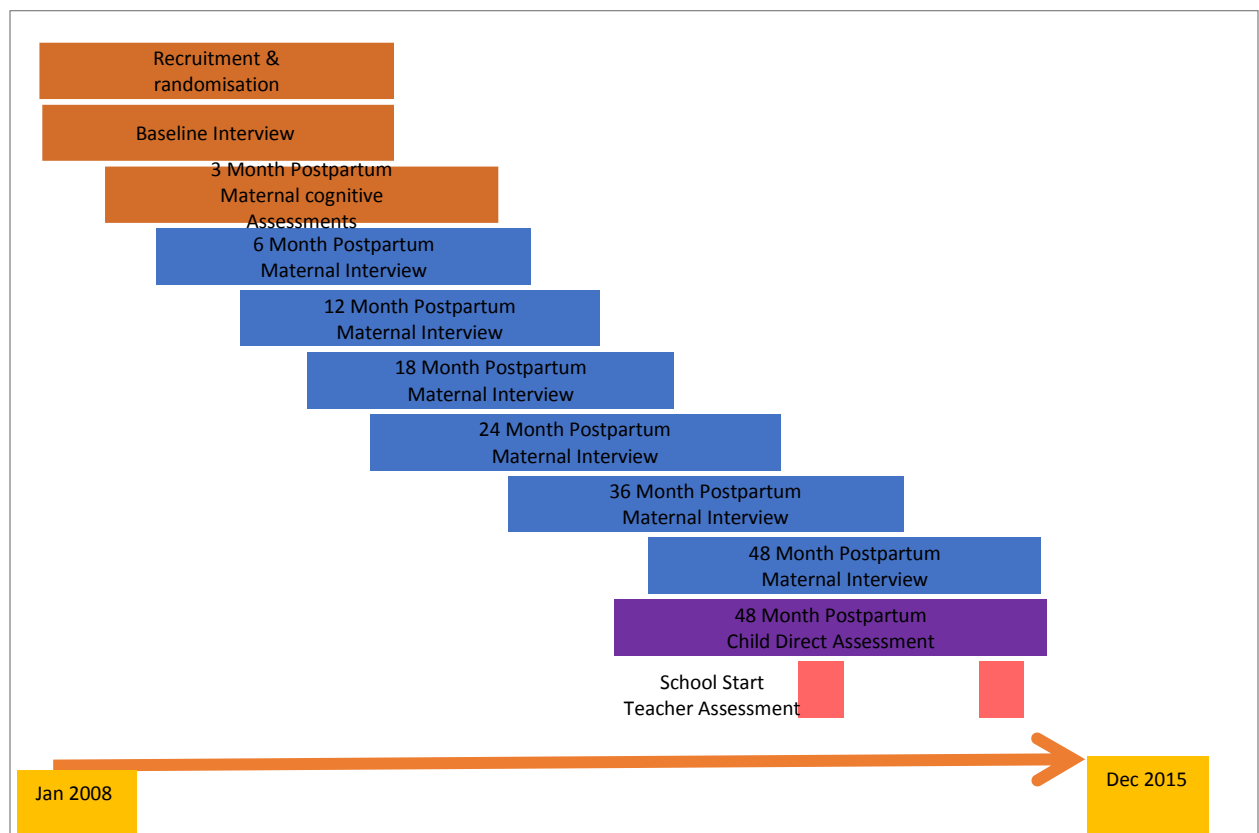 Recruitment &
randomisation
Baseline Interview
3 Month Postpartum
Maternal cognitive
Assessments
6 Month Postpartum
Maternal Interview
12 Month Postpartum
Maternal Interview
18 Month Postpartum
Maternal Interview
24 Month Postpartum
Maternal Interview
36 Month Postpartum
Maternal Interview
48 Month Postpartum
Maternal Interview
48 Month Postpartum
Child Direct Assessment
School Start
Teacher Assessment
Jan 2008
Dec 2015